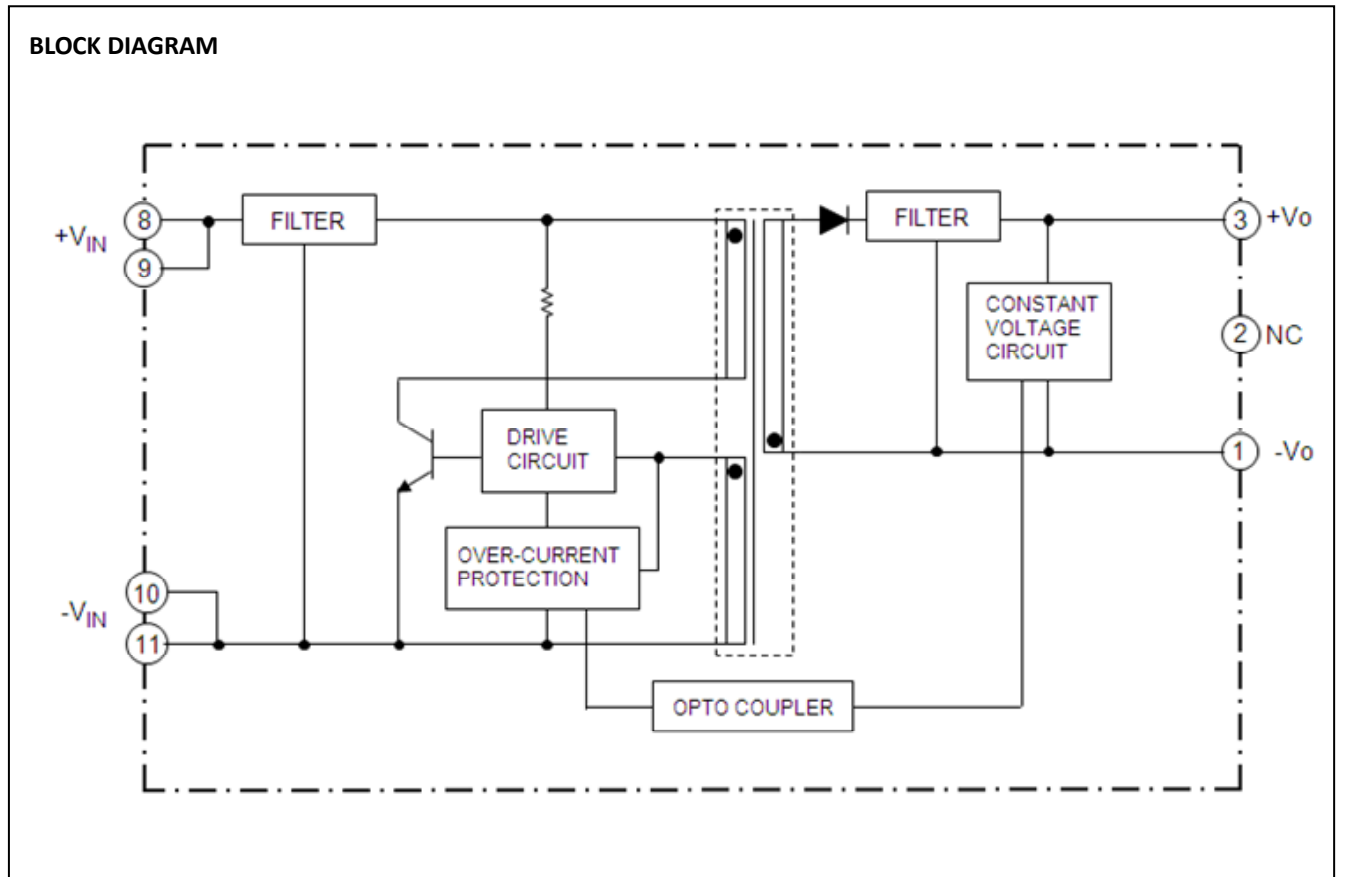 BLOCK DIAGRAM
8
FILTER
FILTER
3
+Vo
+VIN
9
CONSTANT
VOLTAGE
CIRCUIT
2
NC
DRIVE
CIRCUIT
1
-Vo
OVER-CURRENT
PROTECTION
10
-VIN
11
OPTO COUPLER